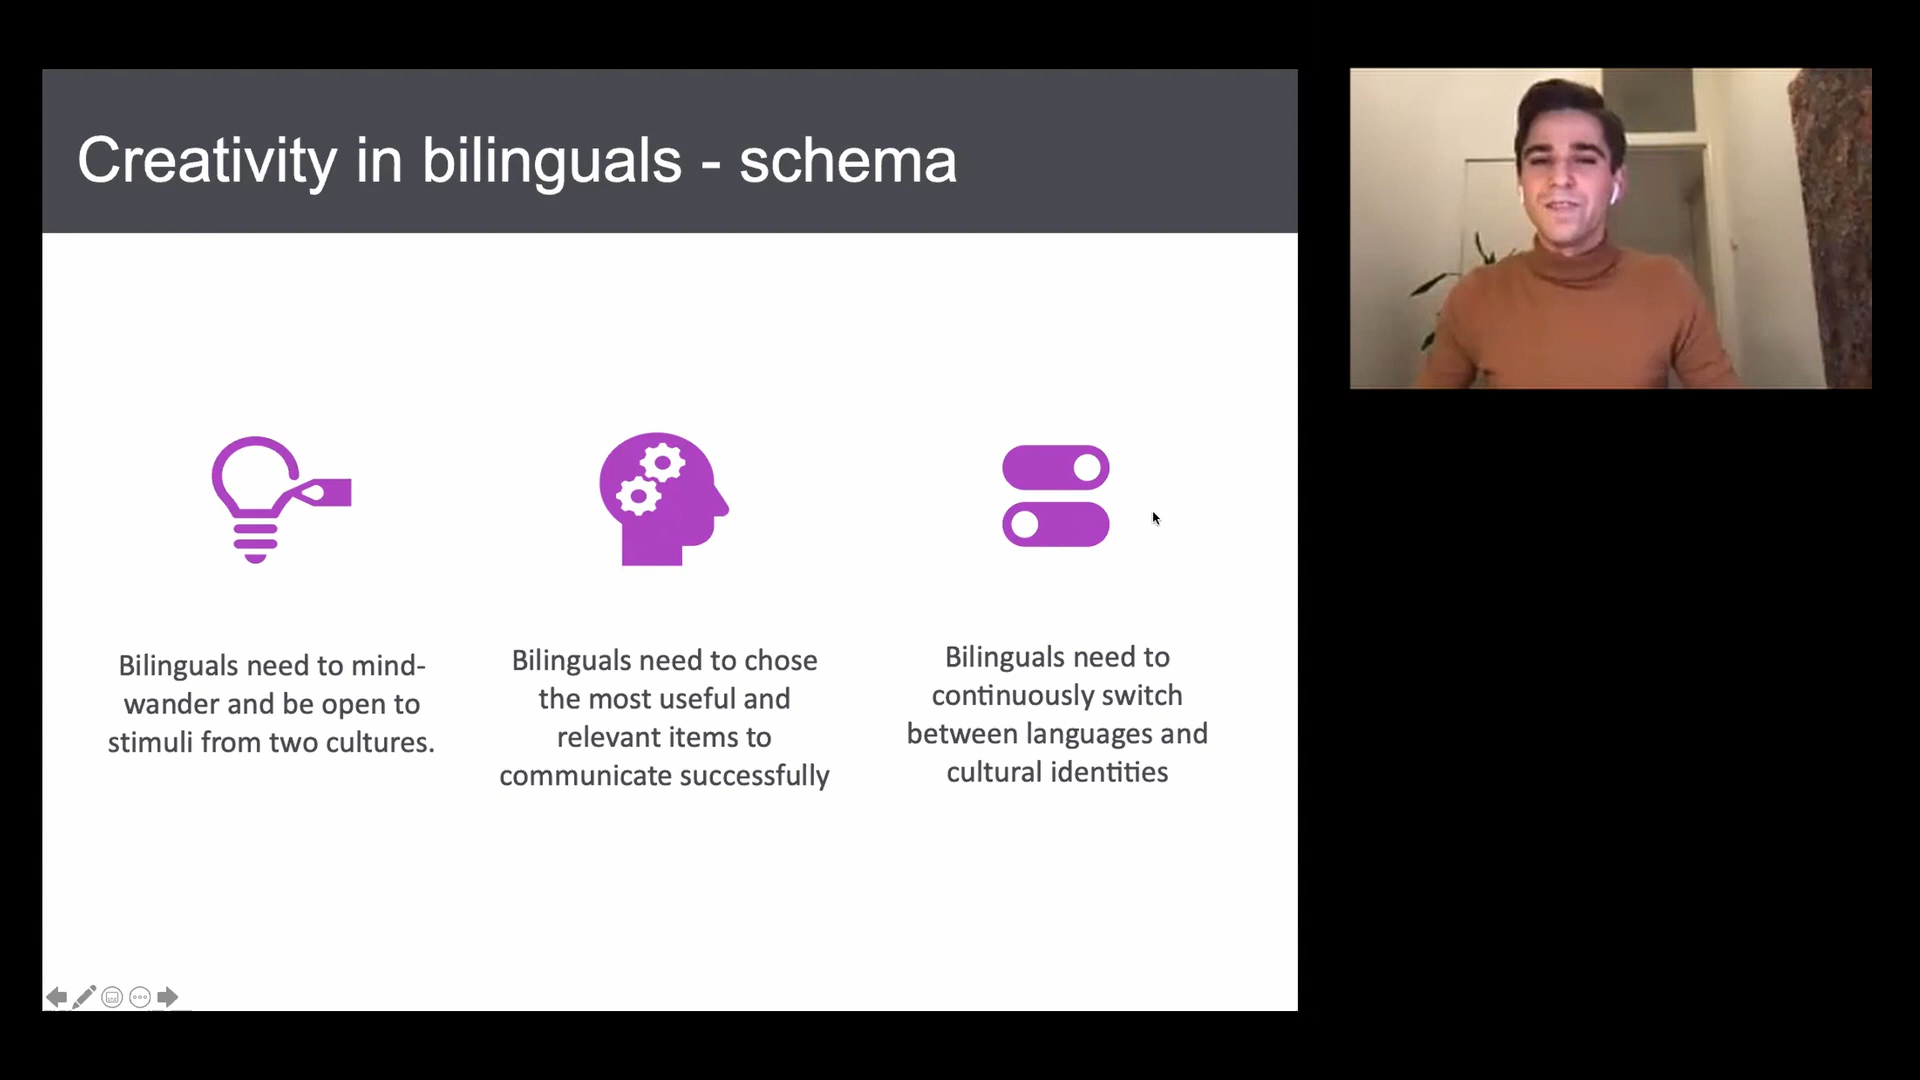 Creativity in bilinguals - schema
Bilinguals need to mind-
wander and be open to
stimuli from two cultures.
Bilinguals need to chose
the most useful and
relevant items to
communicate successfully
Bilinguals need to
continuously switch
between languages and
cultural identities